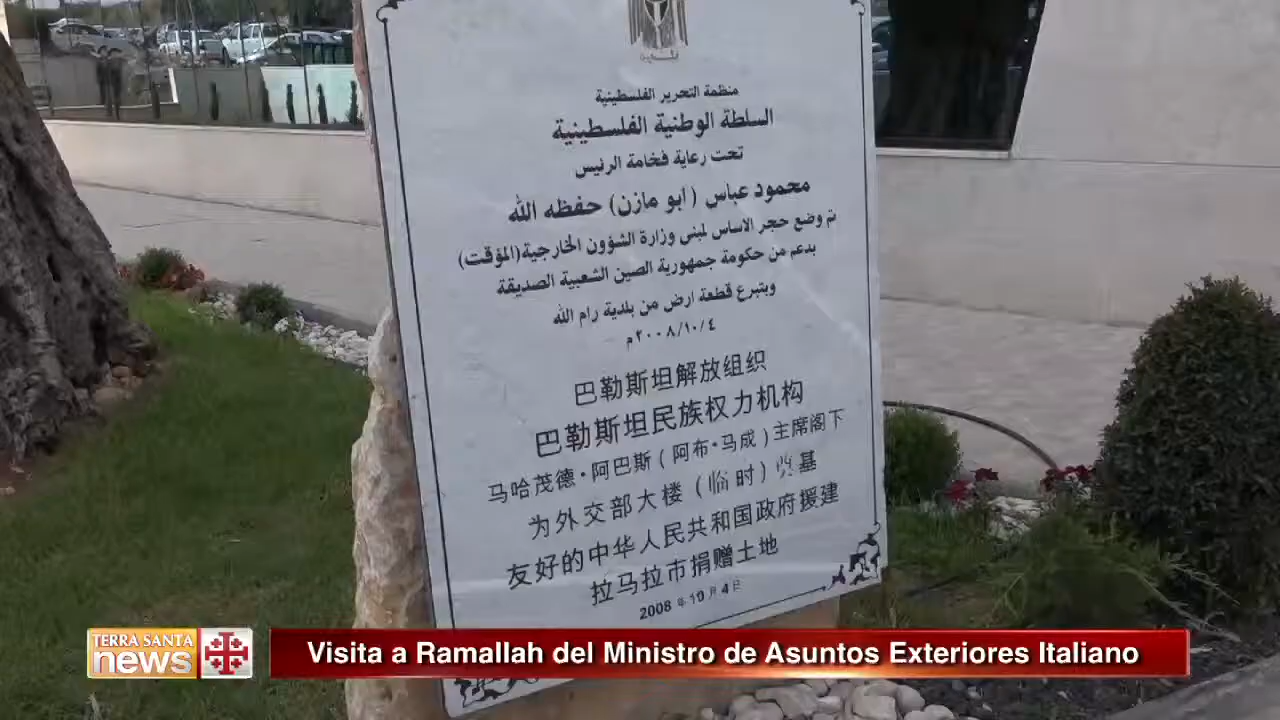 فلسطين
منظمة التحرير الفلسطينية
السلطة الوطنية الفلسطينية
تحت رعاية فخامة الرئيس
محمود عباس (ابو مازن) حفظه الله
تم وضع حجر الاساس لمبنى وزارة الشؤون الخارجية(المؤقت)
بدعم من حكومة جمهورية الصين الشعبية الصديقة
وبتبرع قطعة ارض من بلدية رام الله
٢٠٠٨/١٠/٤م
巴勒斯坦解放组织
巴勒斯坦民族权力机构
马哈茂德·阿巴斯（阿布·马成）主席阁下
为外交部大楼（临时）奠基
友好的中华人民共和国政府援建
拉马拉市捐赠土地
2008年10月4日
TERRA SANTA
news
Visita a Ramallah del Ministro de Asuntos Exteriores Italiano